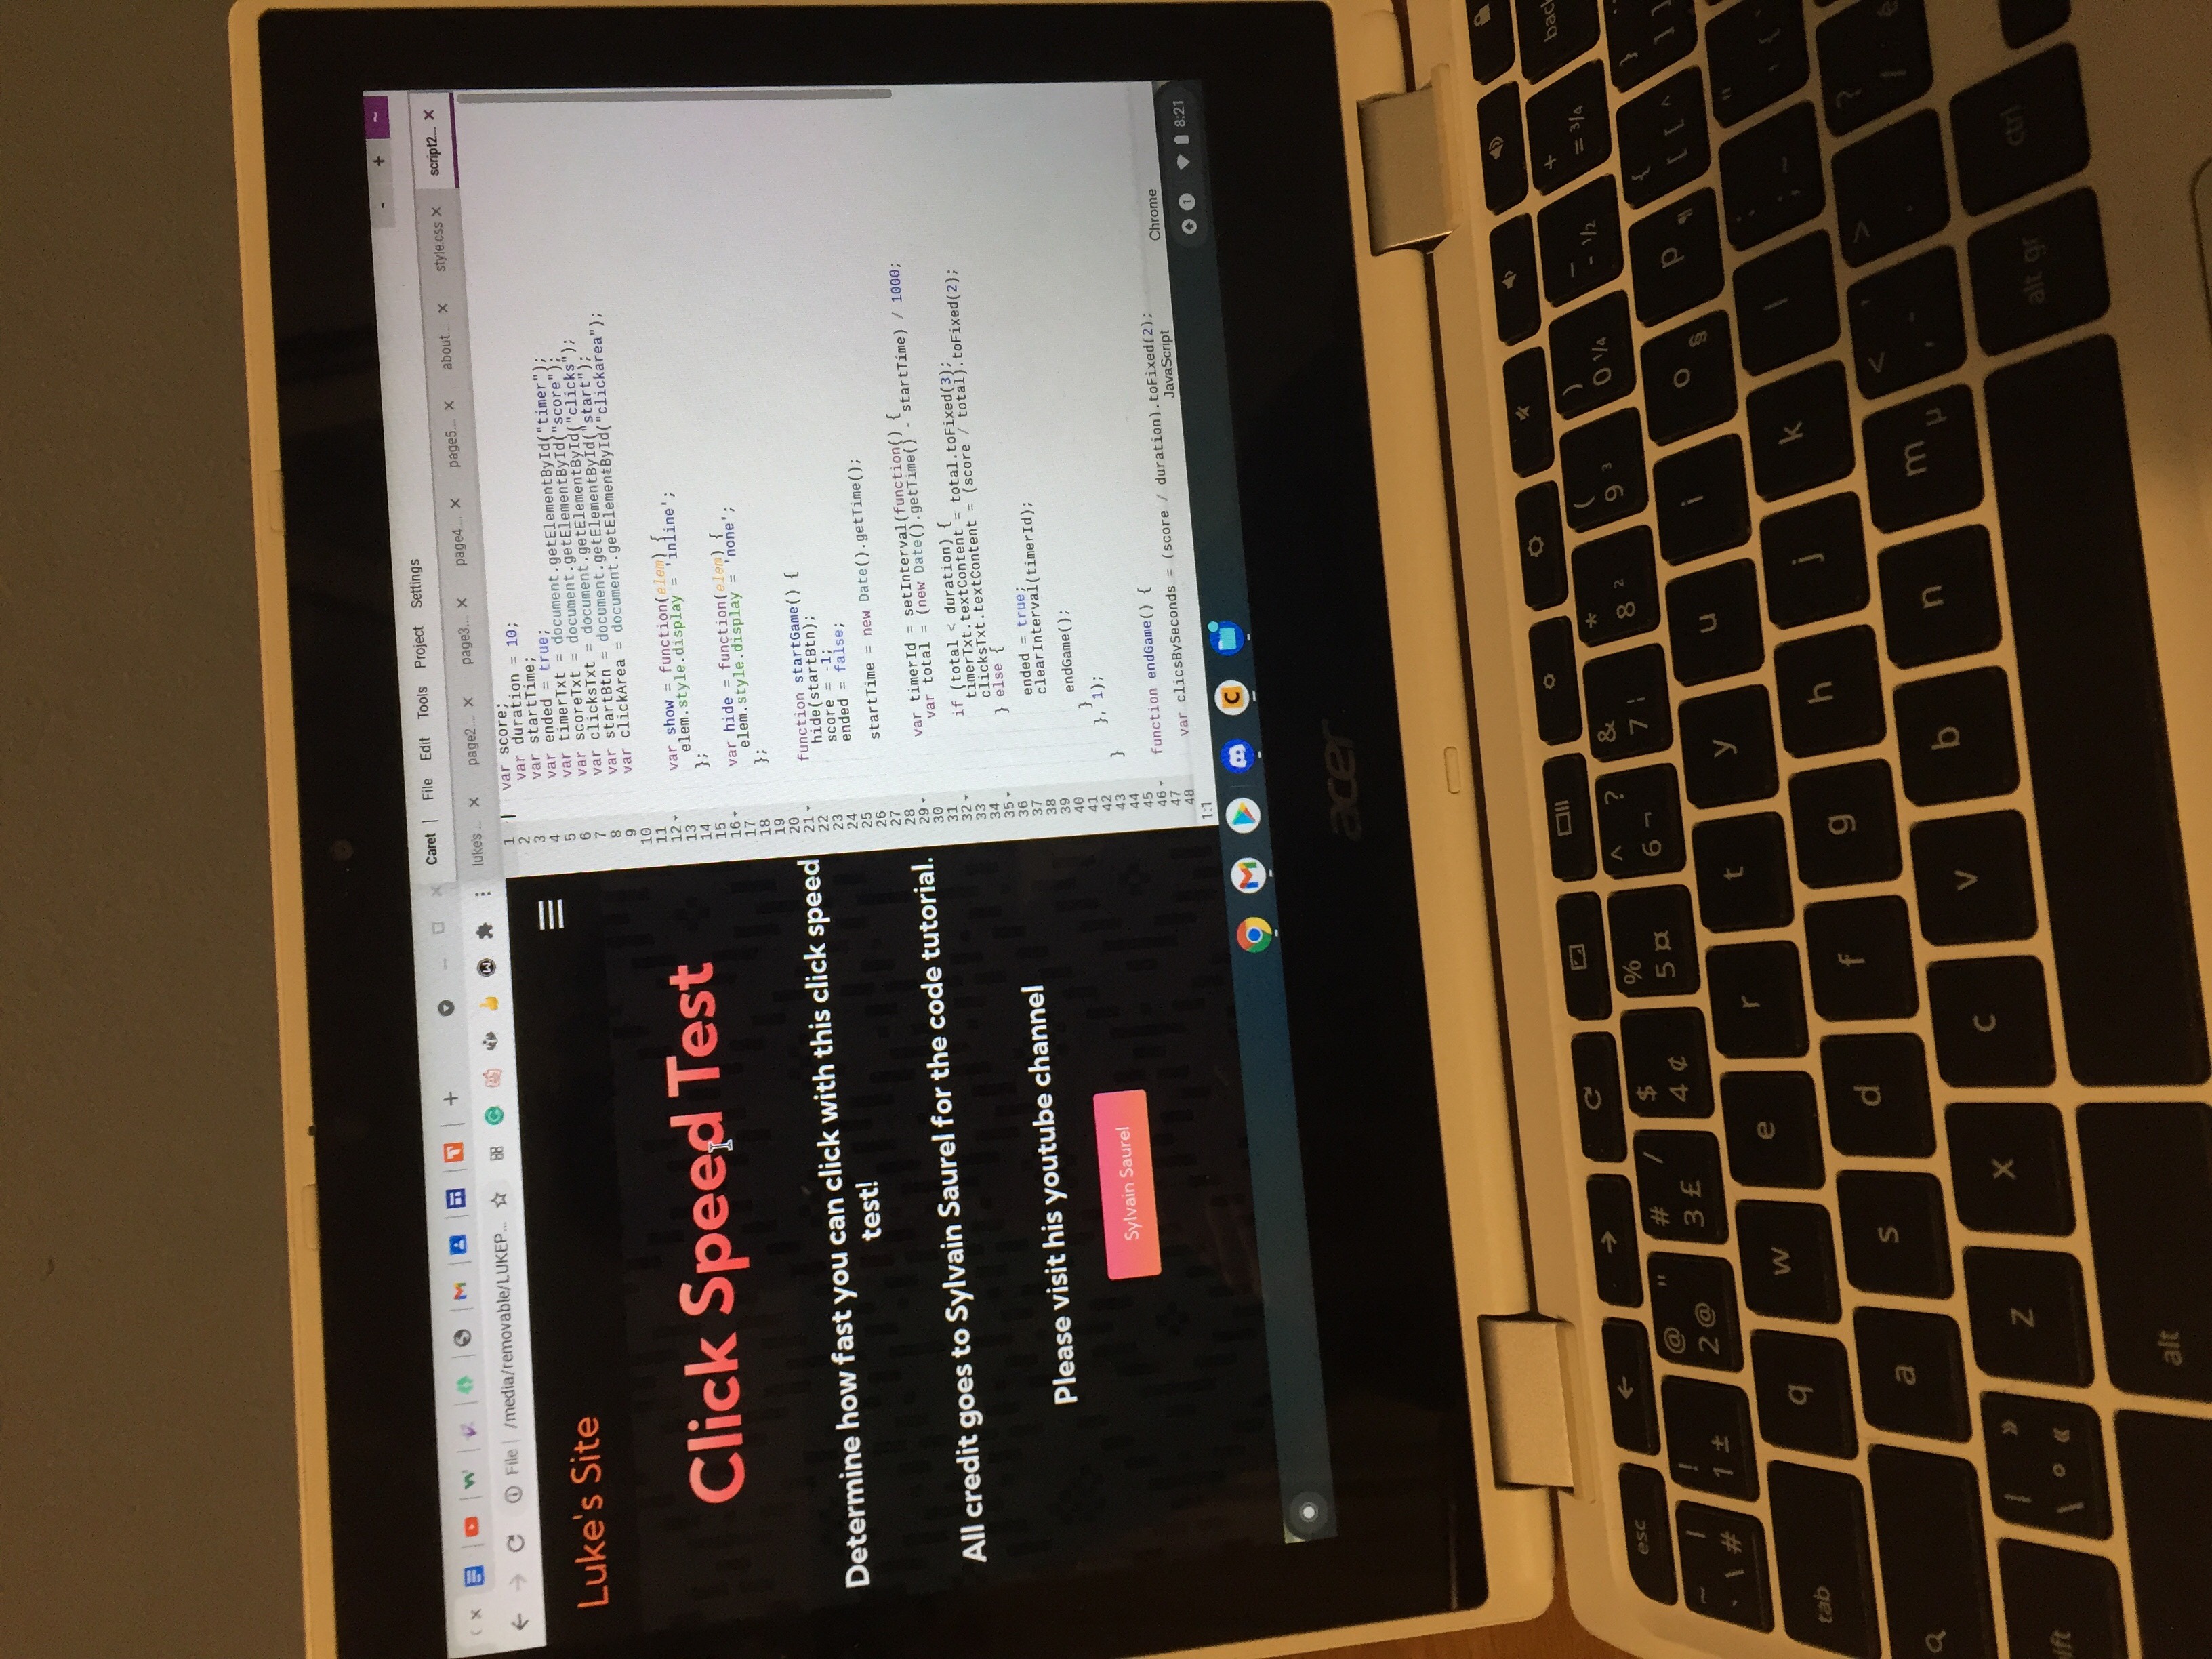 File /media/removable/LUKEP...
Luke's Site
Click Speed Test
Determine how fast you can click with this click speed
test!
All credit goes to Sylvain Saurel for the code tutorial.
Please visit his youtube channel
Sylvain Saurel
Caret | File Edit Tools Project Settings
luke's ... page2... page3... page4... page5... about... style.css script2...
1
2
3
4
5
6
7
8
9
10
11
12
13
14
15
16
17
18
19
20
21
22
23
24
25
26
27
28
29
30
31
32
33
34
35
36
37
38
39
40
41
42
43
44
45
46
47
48
var score;
var duration = 10;
var startTime;
var ended = true;
var timerTxt = document.getElementById("timer");
var scoreTxt = document.getElementById("score");
var clicksTxt = document.getElementById("clicks");
var startBtn = document.getElementById("start");
var clickArea = document.getElementById("clickarea");
var show = function(elem) {
elem.style.display = 'inline';
};
var hide = function(elem) {
elem.style.display = 'none';
};
function startGame() {
hide(startBtn);
score = -1;
ended = false;
startTime = new Date().getTime();
var timerId = setInterval(function() {
var total = (new Date().getTime() - startTime) / 1000;
if (total < duration) {
timerTxt.textContent = total.toFixed(3);
clicksTxt.textContent = (score / total).toFixed(2);
} else {
ended = true;
clearInterval(timerId);
endGame();
}
}, 1);
}
function endGame() {
var clicsBySeconds = (score / duration).toFixed(2);
1:1 JavaScript Chrome
1 8:21
acer
esc
~ | ` \ #
! 1 ±
@ " 2 @
# / 3 £
$ 4 ¢
% 5 ¤
^ ? 6 ¬
& 7 ¦
* 8 ²
( 9 ³
) 0 ¼
_ - ½
+ = ¾
back
tab q w e r t y u i o § p ¶ { [ [ ^ } ] ]
a s d f g h j k l : ; ~ " ' { `
ift | » \ ° « z x c v b n m µ < ' , - > . ? / é
alt alt gr ctrl